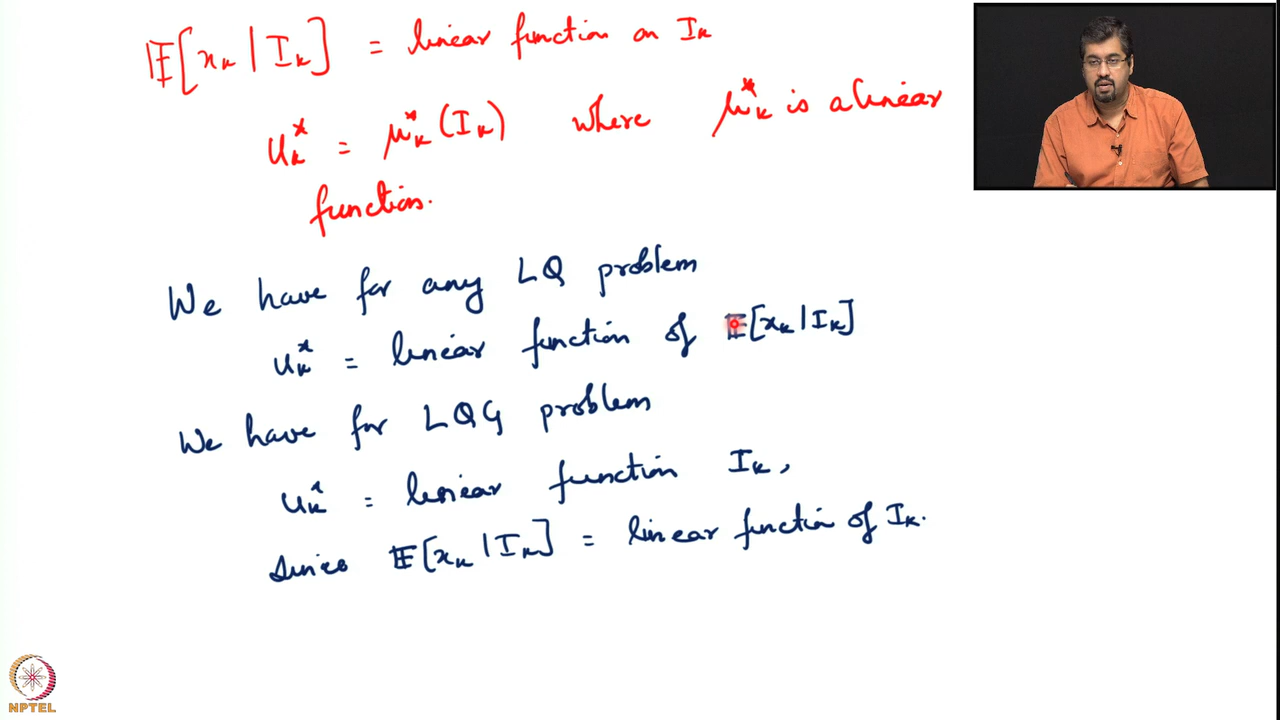 𝔼[x_k | I_k] = linear function on I_k
u_k^* = μ_k^*(I_k) where μ_k^* is a linear
function.
We have for any LQ problem
u_k^* = linear function of 𝔼[x_k | I_k]
We have for LQG problem
u_k^* = linear function I_k,
since 𝔼[x_k | I_k] = linear function of I_k.
NPTEL